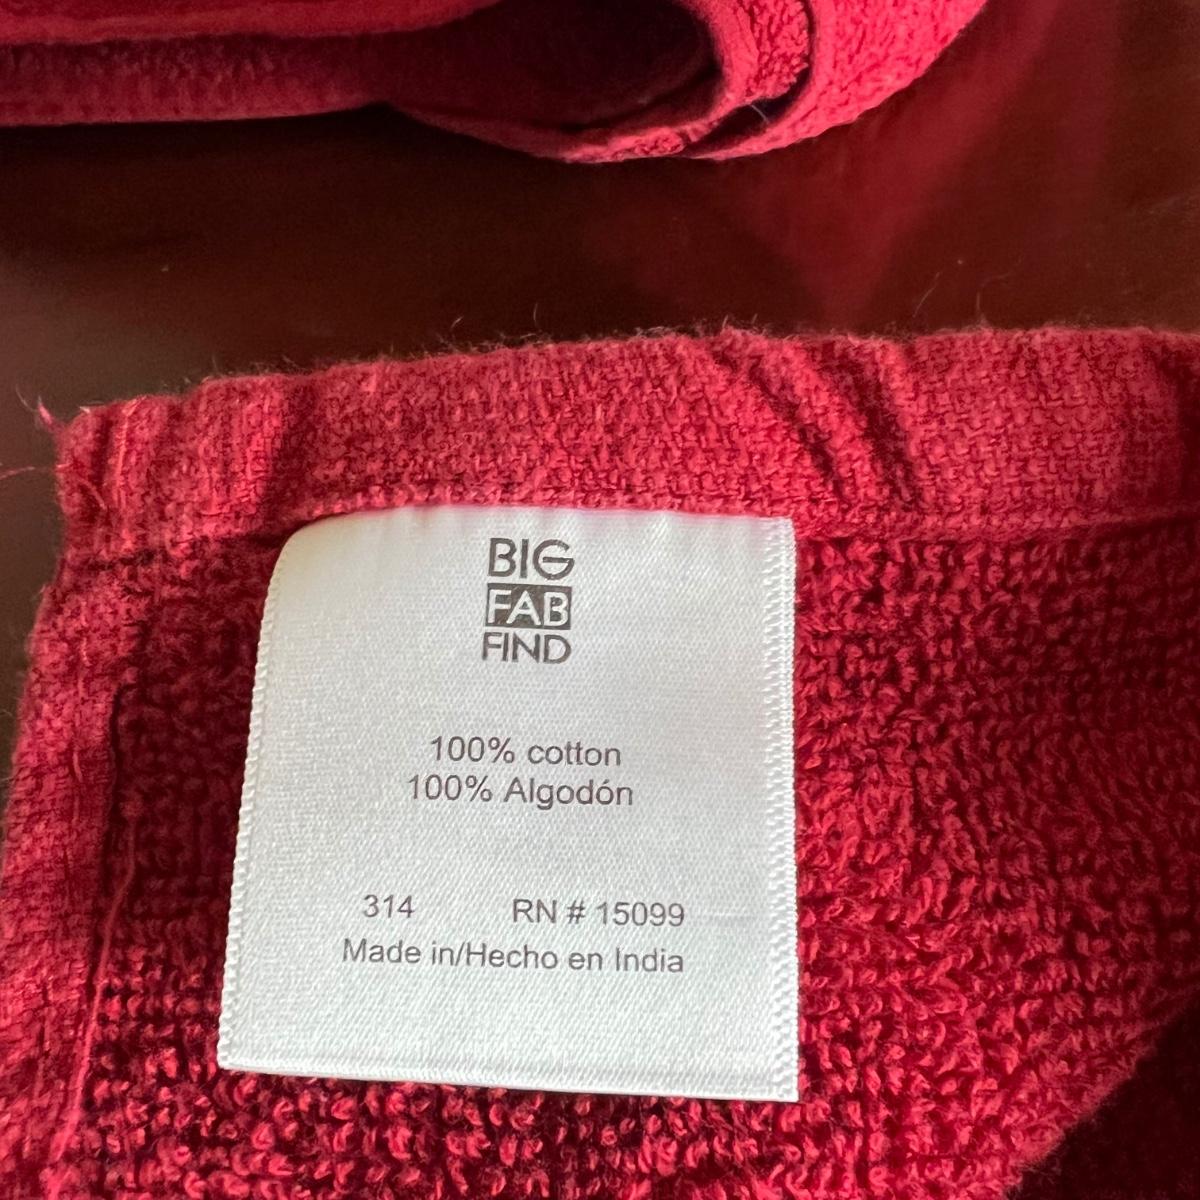 BIG
FAB
FIND
100% cotton
100% Algodón
314 RN # 15099
Made in/Hecho en India